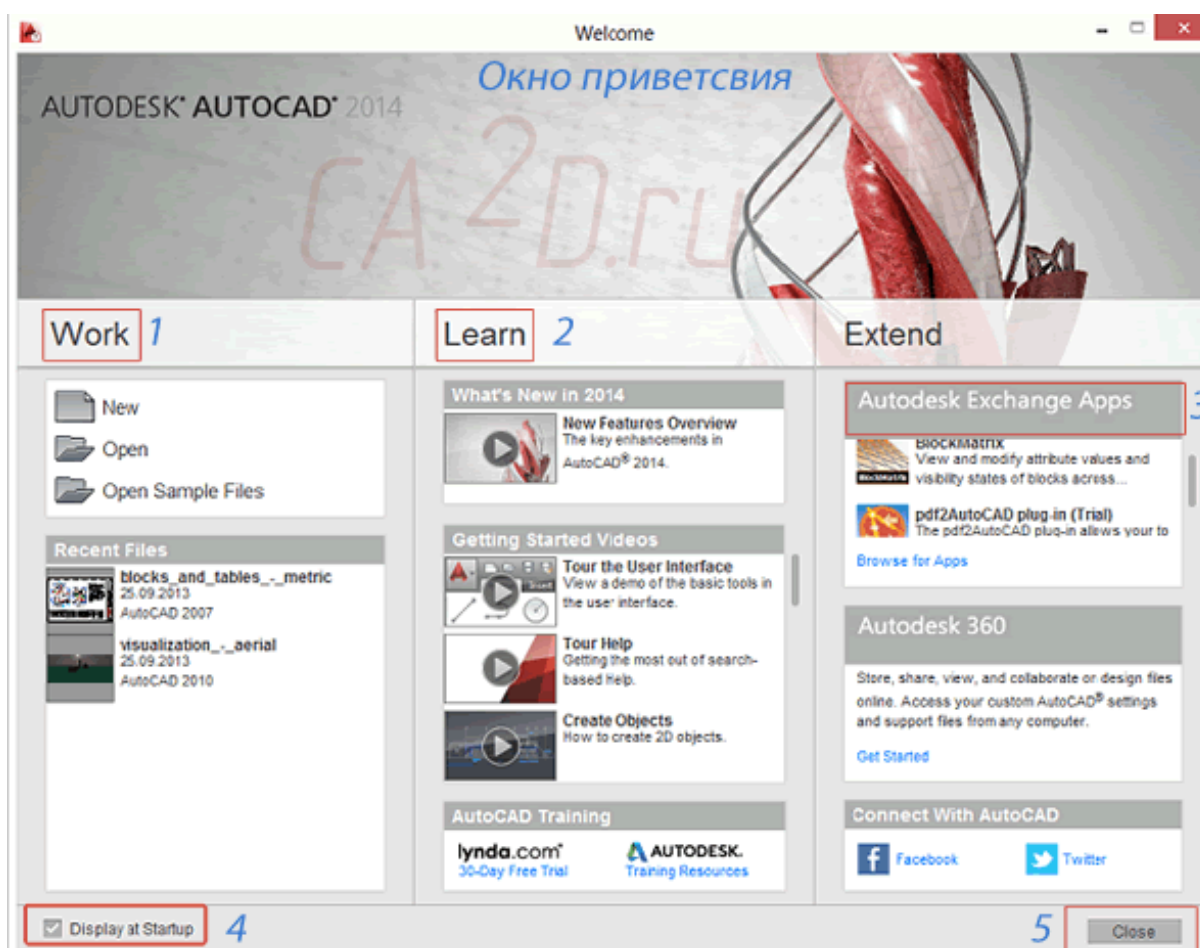 Welcome
Окно приветсвия
AUTODESK® AUTOCAD® 2014
CA2D.ru
Work 1
New
Open
Open Sample Files
Recent Files
blocks_and_tables_-_metric
25.09.2013
AutoCAD 2007
visualization_-_aerial
25.09.2013
AutoCAD 2010
Learn 2
What's New in 2014
New Features Overview
The key enhancements in
AutoCAD® 2014.
Getting Started Videos
Tour the User Interface
View a demo of the basic tools in
the user interface.
Tour Help
Getting the most out of search-
based Help.
Create Objects
How to create 2D objects.
AutoCAD Training
lynda.com®
30-Day Free Trial
AUTODESK.
Training Resources
Extend
Autodesk Exchange Apps 3
BlockMatrix
View and modify attribute values and
visibility states of blocks across...
pdf2AutoCAD plug-in (Trial)
The pdf2AutoCAD plug-in allows your to
Browse for Apps
Autodesk 360
Store, share, view, and collaborate or design files
online. Access your custom AutoCAD® settings
and support files from any computer.
Get Started
Connect With AutoCAD
Facebook
Twitter
Display at Startup 4
5 Close